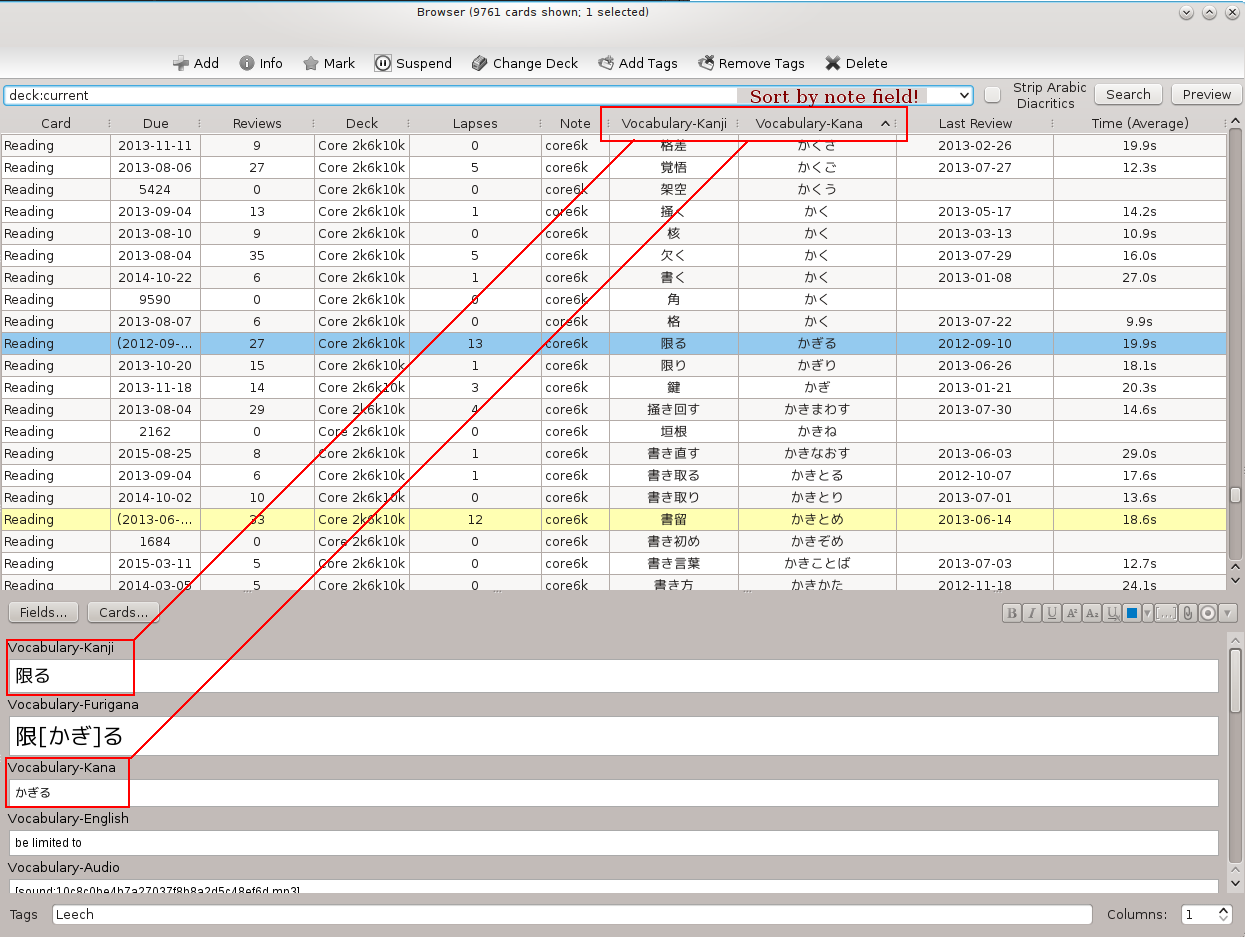 Browser (9761 cards shown; 1 selected)
Add Info Mark Suspend Change Deck Add Tags Remove Tags Delete
deck:current Sort by note field! Strip Arabic Diacritics Search Preview
Card Due Reviews Deck Lapses Note Vocabulary-Kanji Vocabulary-Kana Last Review Time (Average)
Reading 2013-11-11 9 Core 2k6k10k 0 core6k 格差 かくさ 2013-02-26 19.9s
Reading 2013-08-06 27 Core 2k6k10k 5 core6k 覚悟 かくご 2013-07-27 12.3s
Reading 5424 0 Core 2k6k10k 0 core6k 架空 かくう
Reading 2013-09-04 13 Core 2k6k10k 1 core6k 掻く かく 2013-05-17 14.2s
Reading 2013-08-10 9 Core 2k6k10k 0 core6k 核 かく 2013-03-13 10.9s
Reading 2013-08-04 35 Core 2k6k10k 5 core6k 欠く かく 2013-07-29 16.0s
Reading 2014-10-22 6 Core 2k6k10k 1 core6k 書く かく 2013-01-08 27.0s
Reading 9590 0 Core 2k6k10k 0 core6k 角 かく
Reading 2013-08-07 6 Core 2k6k10k 0 core6k 格 かく 2013-07-22 9.9s
Reading (2012-09-... 27 Core 2k6k10k 13 core6k 限る かぎる 2012-09-10 19.9s
Reading 2013-10-20 15 Core 2k6k10k 1 core6k 限り かぎり 2013-06-26 18.1s
Reading 2013-11-18 14 Core 2k6k10k 3 core6k 鍵 かぎ 2013-01-21 20.3s
Reading 2013-08-04 29 Core 2k6k10k 4 core6k 掻き回す かきまわす 2013-07-30 14.6s
Reading 2162 0 Core 2k6k10k 0 core6k 垣根 かきね
Reading 2015-08-25 8 Core 2k6k10k 1 core6k 書き直す かきなおす 2013-06-03 29.0s
Reading 2013-09-04 6 Core 2k6k10k 1 core6k 書き取る かきとる 2012-10-07 17.6s
Reading 2014-10-02 10 Core 2k6k10k 0 core6k 書き取り かきとり 2013-07-01 13.6s
Reading (2013-06-... 33 Core 2k6k10k 12 core6k 書留 かきとめ 2013-06-14 18.6s
Reading 1684 0 Core 2k6k10k 0 core6k 書き初め かきぞめ
Reading 2015-03-11 5 Core 2k6k10k 0 core6k 書き言葉 かきことば 2013-07-03 12.7s
Reading 2014-03-05 5 Core 2k6k10k 0 core6k 書き方 かきかた 2012-11-18 24.1s
Fields... Cards... B I U A² A₂ U [...]
Vocabulary-Kanji
限る
Vocabulary-Furigana
限[かぎ]る
Vocabulary-Kana
かぎる
Vocabulary-English
be limited to
Vocabulary-Audio
Tags Leech Columns: 1